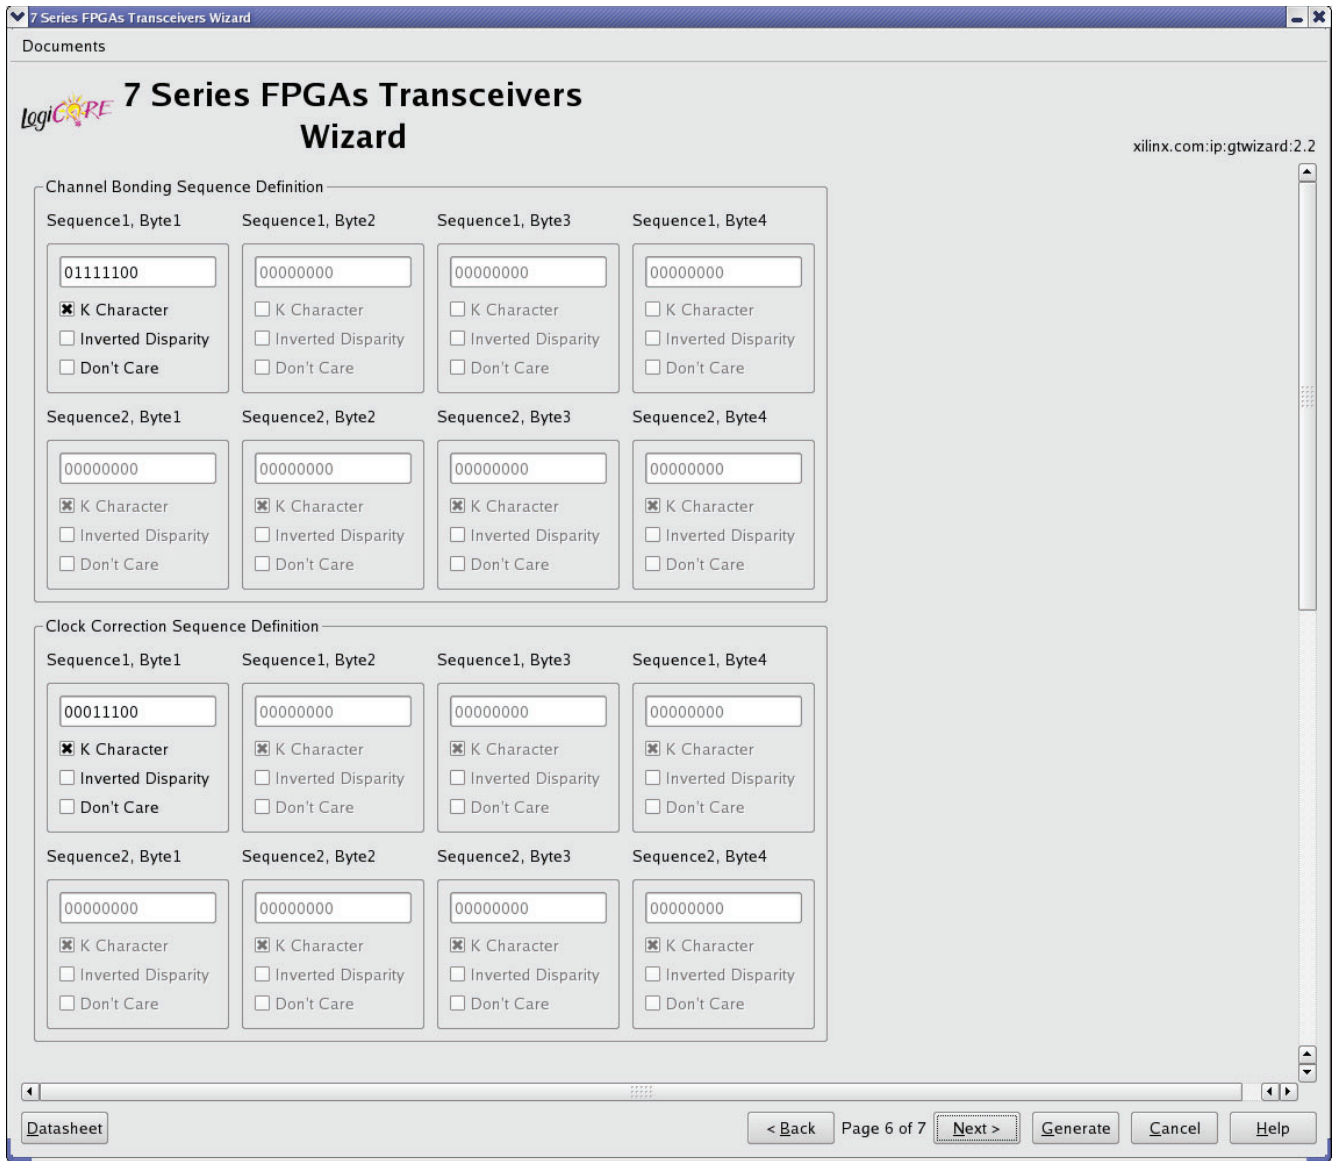 7 Series FPGAs Transceivers Wizard
Documents
LogiCORE
7 Series FPGAs Transceivers
Wizard
xilinx.com:ip:gtwizard:2.2
Channel Bonding Sequence Definition
Sequence1, Byte1 Sequence1, Byte2 Sequence1, Byte3 Sequence1, Byte4
01111100 00000000 00000000 00000000
K Character K Character K Character K Character
Inverted Disparity Inverted Disparity Inverted Disparity Inverted Disparity
Don't Care Don't Care Don't Care Don't Care
Sequence2, Byte1 Sequence2, Byte2 Sequence2, Byte3 Sequence2, Byte4
00000000 00000000 00000000 00000000
K Character K Character K Character K Character
Inverted Disparity Inverted Disparity Inverted Disparity Inverted Disparity
Don't Care Don't Care Don't Care Don't Care
Clock Correction Sequence Definition
Sequence1, Byte1 Sequence1, Byte2 Sequence1, Byte3 Sequence1, Byte4
00011100 00000000 00000000 00000000
K Character K Character K Character K Character
Inverted Disparity Inverted Disparity Inverted Disparity Inverted Disparity
Don't Care Don't Care Don't Care Don't Care
Sequence2, Byte1 Sequence2, Byte2 Sequence2, Byte3 Sequence2, Byte4
00000000 00000000 00000000 00000000
K Character K Character K Character K Character
Inverted Disparity Inverted Disparity Inverted Disparity Inverted Disparity
Don't Care Don't Care Don't Care Don't Care
Datasheet < Back Page 6 of 7 Next > Generate Cancel Help